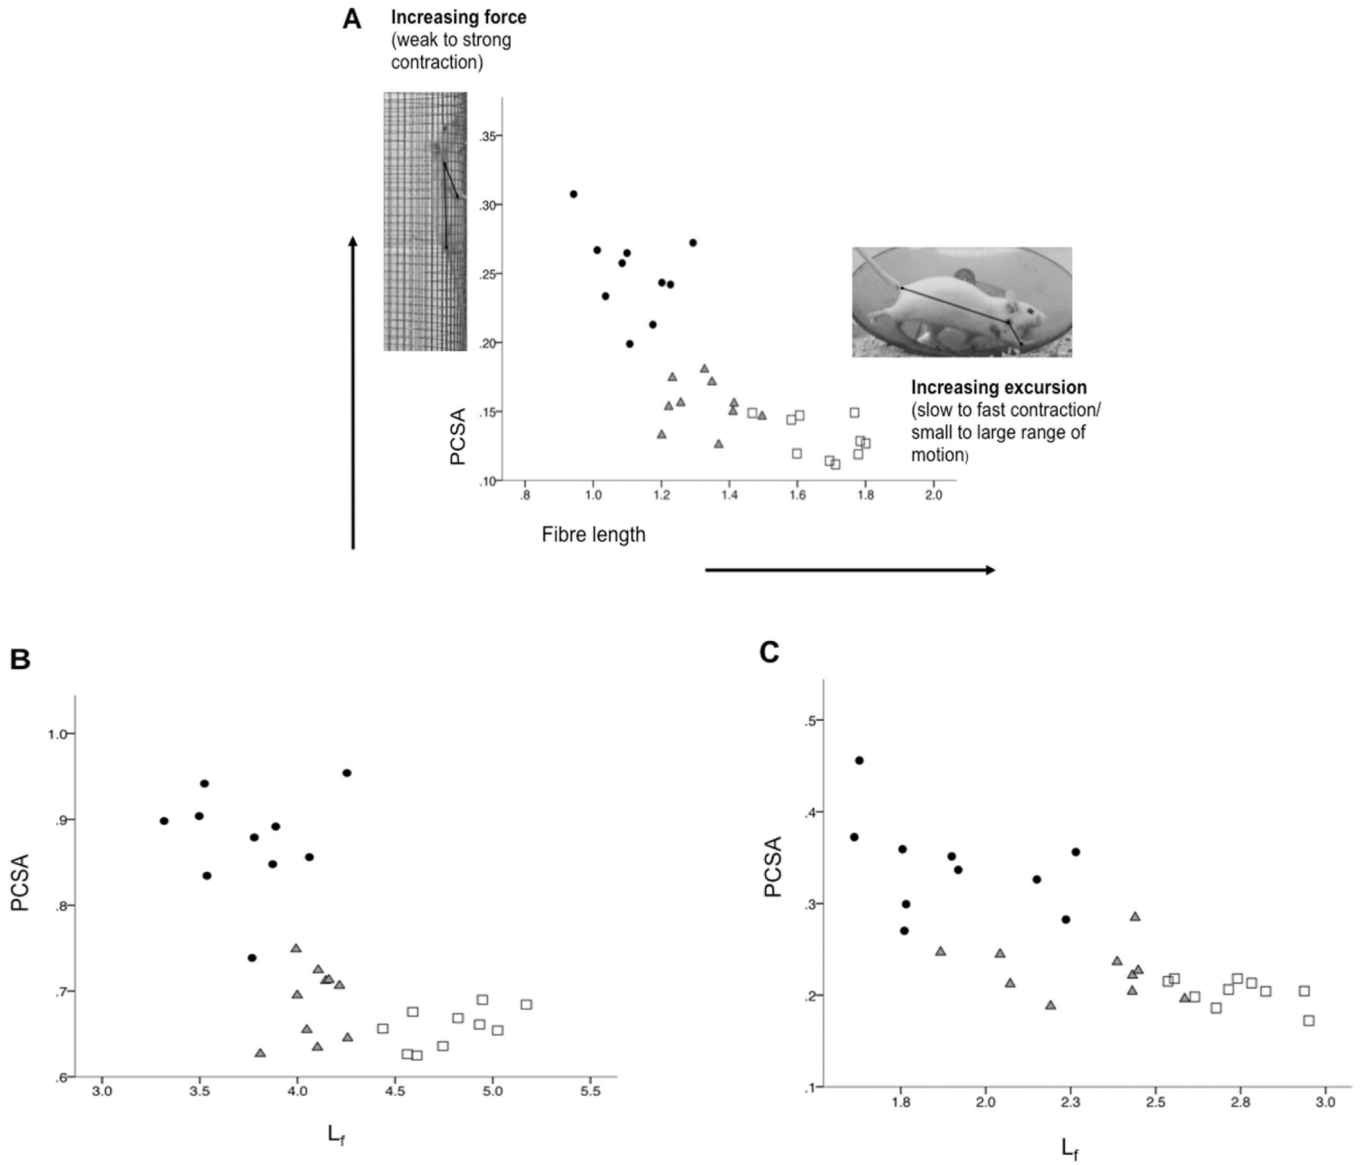 A
Increasing force
(weak to strong
contraction)
.35
.30
.25
.20
.15
.10
PCSA
.8 1.0 1.2 1.4 1.6 1.8 2.0
Fibre length
Increasing excursion
(slow to fast contraction/
small to large range of
motion)
B
1.0
.9
.8
.7
.6
PCSA
3.0 3.5 4.0 4.5 5.0 5.5
Lf
C
.5
.4
.3
.2
.1
PCSA
1.8 2.0 2.3 2.5 2.8 3.0
Lf